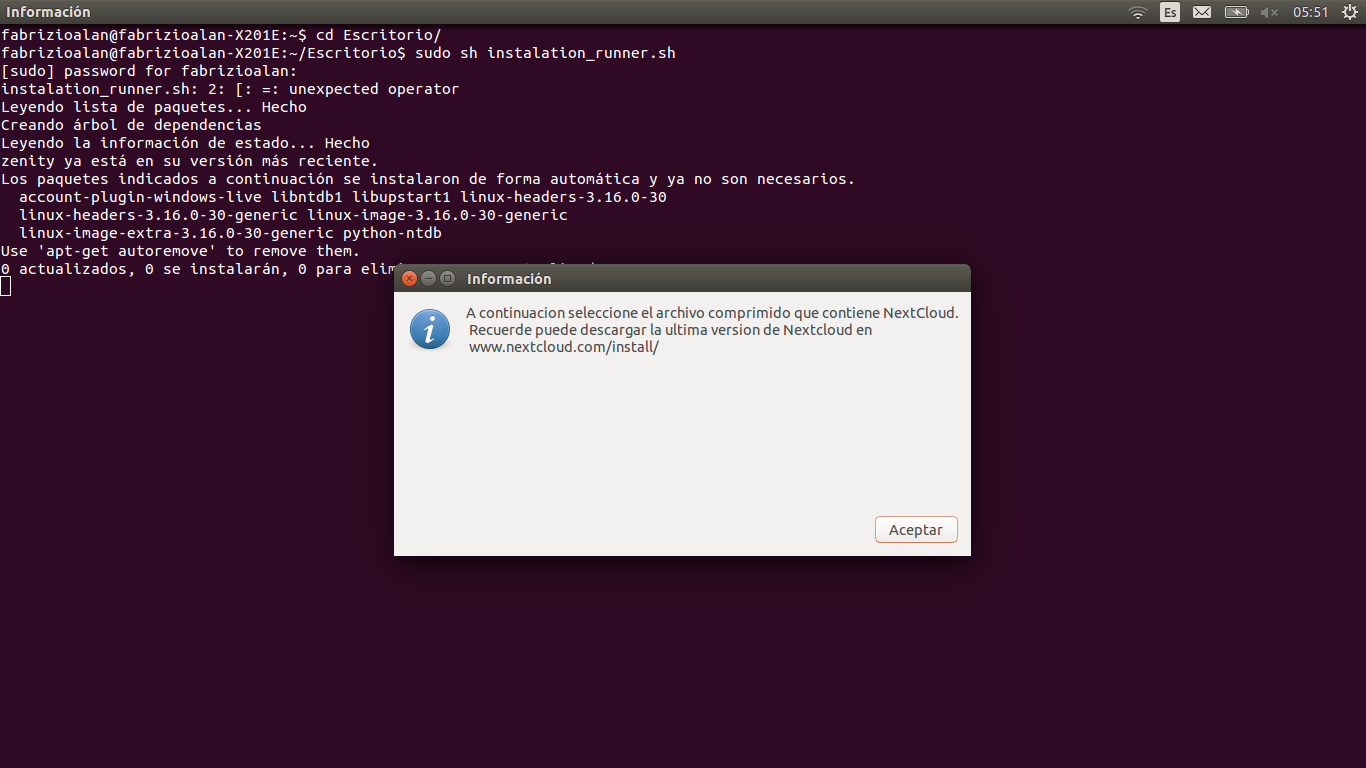 Información
Es
05:51
fabrizioalan@fabrizioalan-X201E:~$ cd Escritorio/
fabrizioalan@fabrizioalan-X201E:~/Escritorio$ sudo sh instalation_runner.sh
[sudo] password for fabrizioalan:
instalation_runner.sh: 2: [: =: unexpected operator
Leyendo lista de paquetes... Hecho
Creando árbol de dependencias
Leyendo la información de estado... Hecho
zenity ya está en su versión más reciente.
Los paquetes indicados a continuación se instalaron de forma automática y ya no son necesarios.
  account-plugin-windows-live libntdb1 libupstart1 linux-headers-3.16.0-30
  linux-headers-3.16.0-30-generic linux-image-3.16.0-30-generic
  linux-image-extra-3.16.0-30-generic python-ntdb
Use 'apt-get autoremove' to remove them.
0 actualizados, 0 se instalarán, 0 para
Información
A continuacion seleccione el archivo comprimido que contiene NextCloud.
Recuerde puede descargar la ultima version de Nextcloud en
www.nextcloud.com/install/
Aceptar